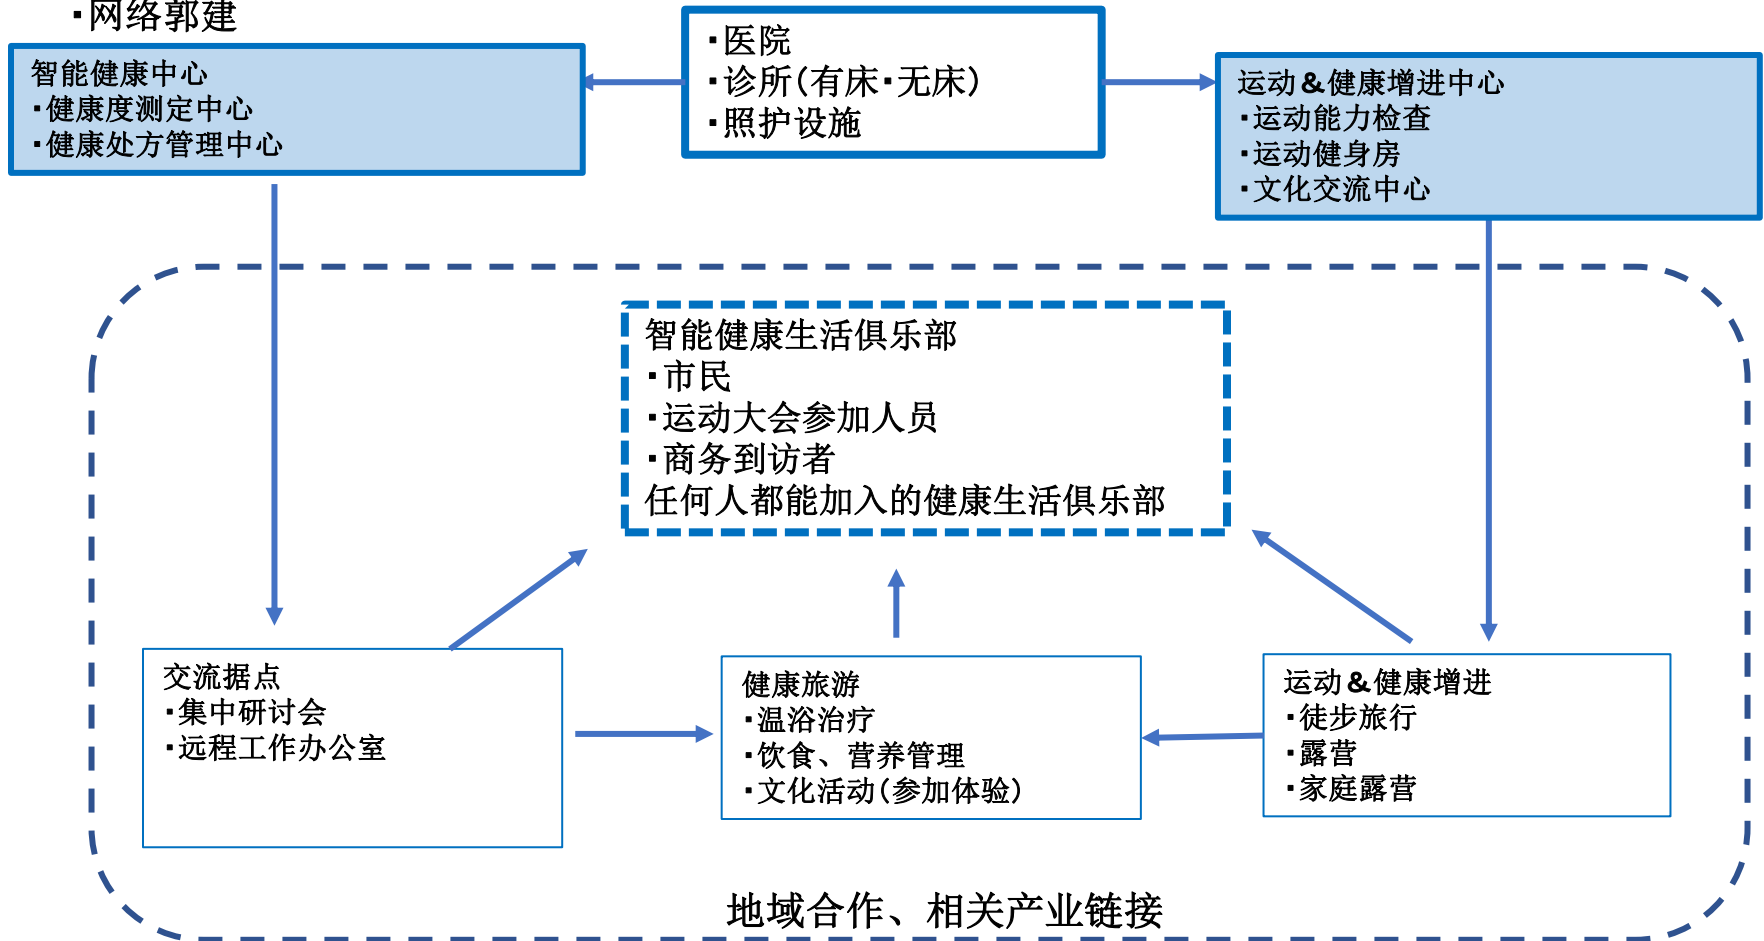 ・网络郭建
智能健康中心
・健康度测定中心
・健康处方管理中心
・医院
・诊所（有床・无床）
・照护设施
运动＆健康增进中心
・运动能力检查
・运动健身房
・文化交流中心
智能健康生活俱乐部
・市民
・运动大会参加人员
・商务到访者
任何人都能加入的健康生活俱乐部
交流据点
・集中研讨会
・远程工作办公室
健康旅游
・温浴治疗
・饮食、营养管理
・文化活动（参加体验）
运动＆健康增进
・徒步旅行
・露营
・家庭露营
地域合作、相关产业链接